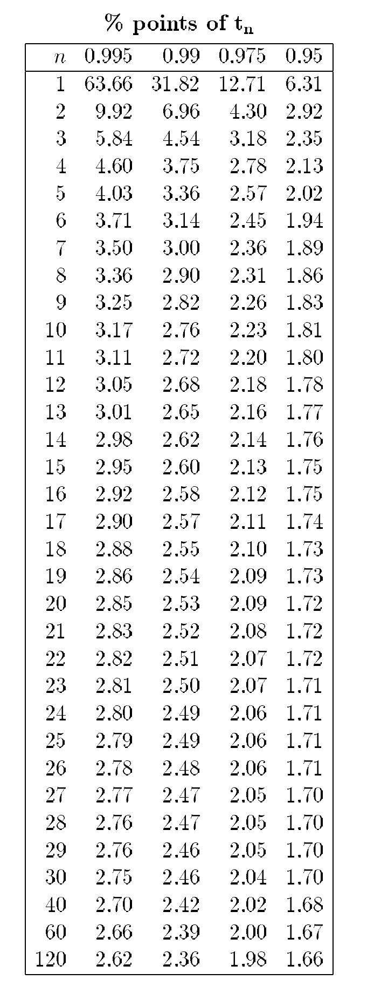 % points of tₙ
n 0.995 0.99 0.975 0.95
1 63.66 31.82 12.71 6.31
2 9.92 6.96 4.30 2.92
3 5.84 4.54 3.18 2.35
4 4.60 3.75 2.78 2.13
5 4.03 3.36 2.57 2.02
6 3.71 3.14 2.45 1.94
7 3.50 3.00 2.36 1.89
8 3.36 2.90 2.31 1.86
9 3.25 2.82 2.26 1.83
10 3.17 2.76 2.23 1.81
11 3.11 2.72 2.20 1.80
12 3.05 2.68 2.18 1.78
13 3.01 2.65 2.16 1.77
14 2.98 2.62 2.14 1.76
15 2.95 2.60 2.13 1.75
16 2.92 2.58 2.12 1.75
17 2.90 2.57 2.11 1.74
18 2.88 2.55 2.10 1.73
19 2.86 2.54 2.09 1.73
20 2.85 2.53 2.09 1.72
21 2.83 2.52 2.08 1.72
22 2.82 2.51 2.07 1.72
23 2.81 2.50 2.07 1.71
24 2.80 2.49 2.06 1.71
25 2.79 2.49 2.06 1.71
26 2.78 2.48 2.06 1.71
27 2.77 2.47 2.05 1.70
28 2.76 2.47 2.05 1.70
29 2.76 2.46 2.05 1.70
30 2.75 2.46 2.04 1.70
40 2.70 2.42 2.02 1.68
60 2.66 2.39 2.00 1.67
120 2.62 2.36 1.98 1.66